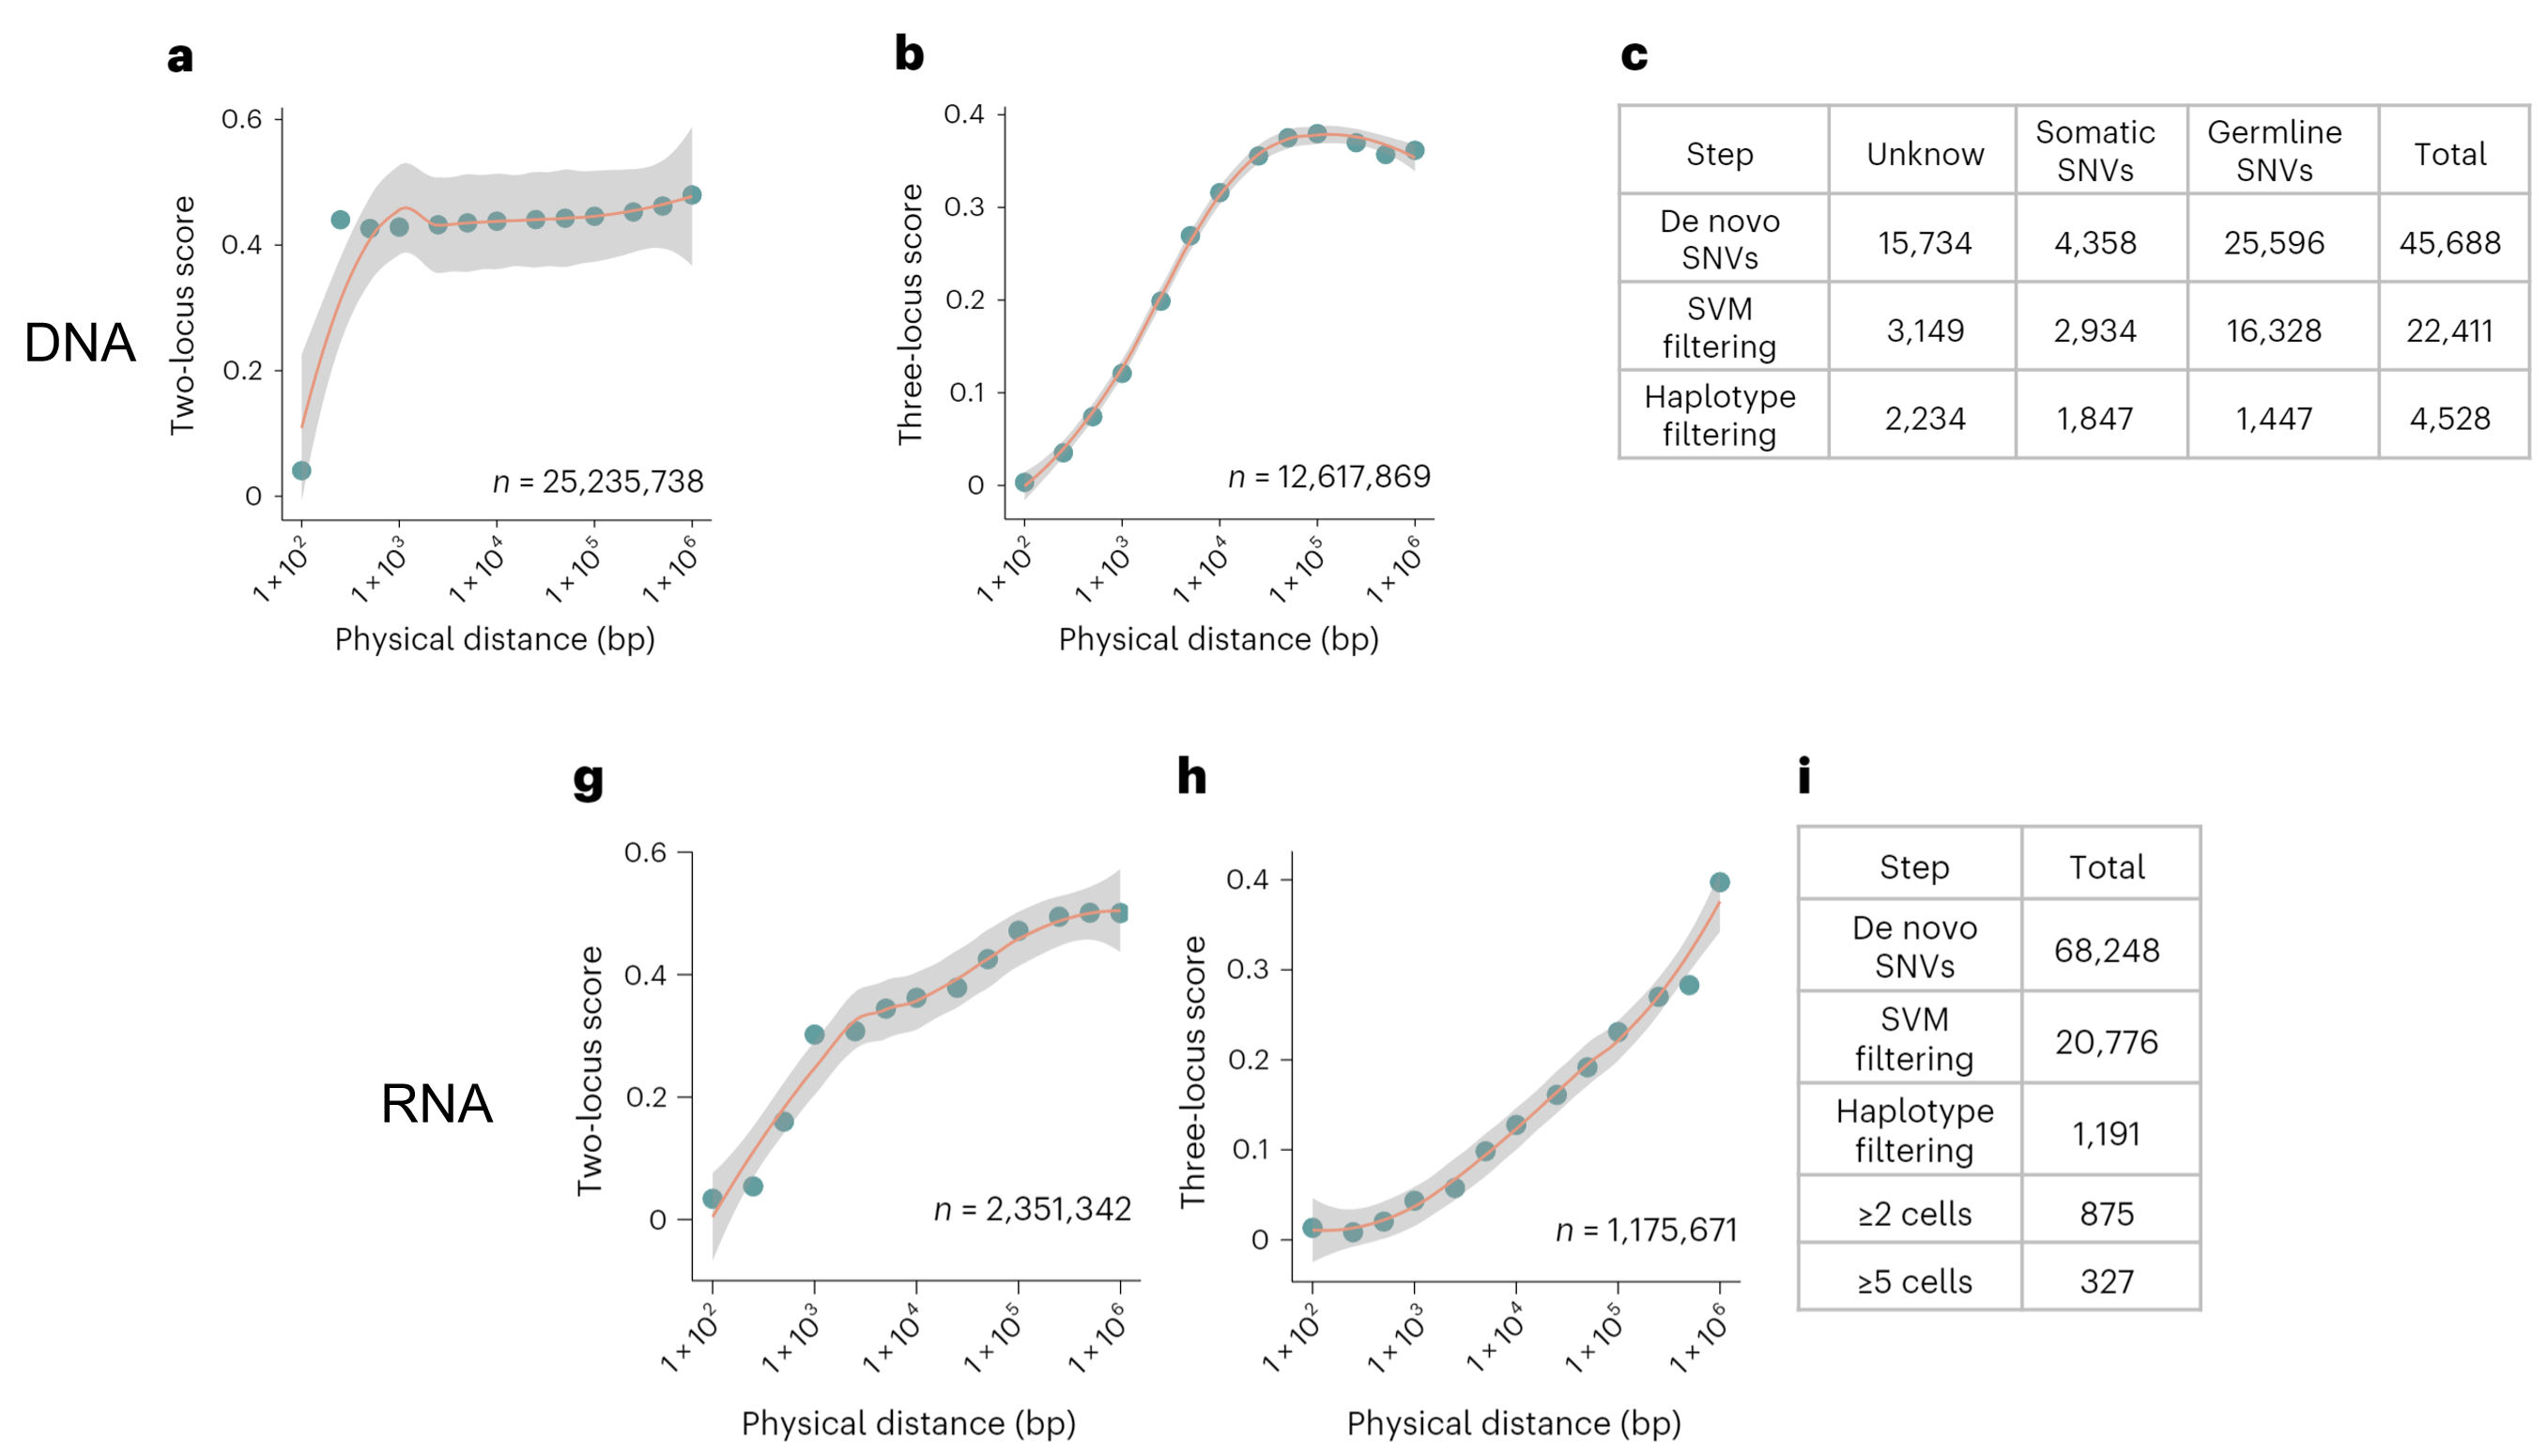 a
0.6
0.4
0.2
0
Two-locus score
n = 25,235,738
1 × 10²
1 × 10³
1 × 10⁴
1 × 10⁵
1 × 10⁶
Physical distance (bp)
b
0.4
0.3
0.2
0.1
0
Three-locus score
n = 12,617,869
1 × 10²
1 × 10³
1 × 10⁴
1 × 10⁵
1 × 10⁶
Physical distance (bp)
c
Step Unknow Somatic SNVs Germline SNVs Total
De novo SNVs 15,734 4,358 25,596 45,688
SVM filtering 3,149 2,934 16,328 22,411
Haplotype filtering 2,234 1,847 1,447 4,528
DNA
g
0.6
0.4
0.2
0
Two-locus score
n = 2,351,342
1 × 10²
1 × 10³
1 × 10⁴
1 × 10⁵
1 × 10⁶
Physical distance (bp)
h
0.4
0.3
0.2
0.1
0
Three-locus score
n = 1,175,671
1 × 10²
1 × 10³
1 × 10⁴
1 × 10⁵
1 × 10⁶
Physical distance (bp)
i
Step Total
De novo SNVs 68,248
SVM filtering 20,776
Haplotype filtering 1,191
≥2 cells 875
≥5 cells 327
RNA